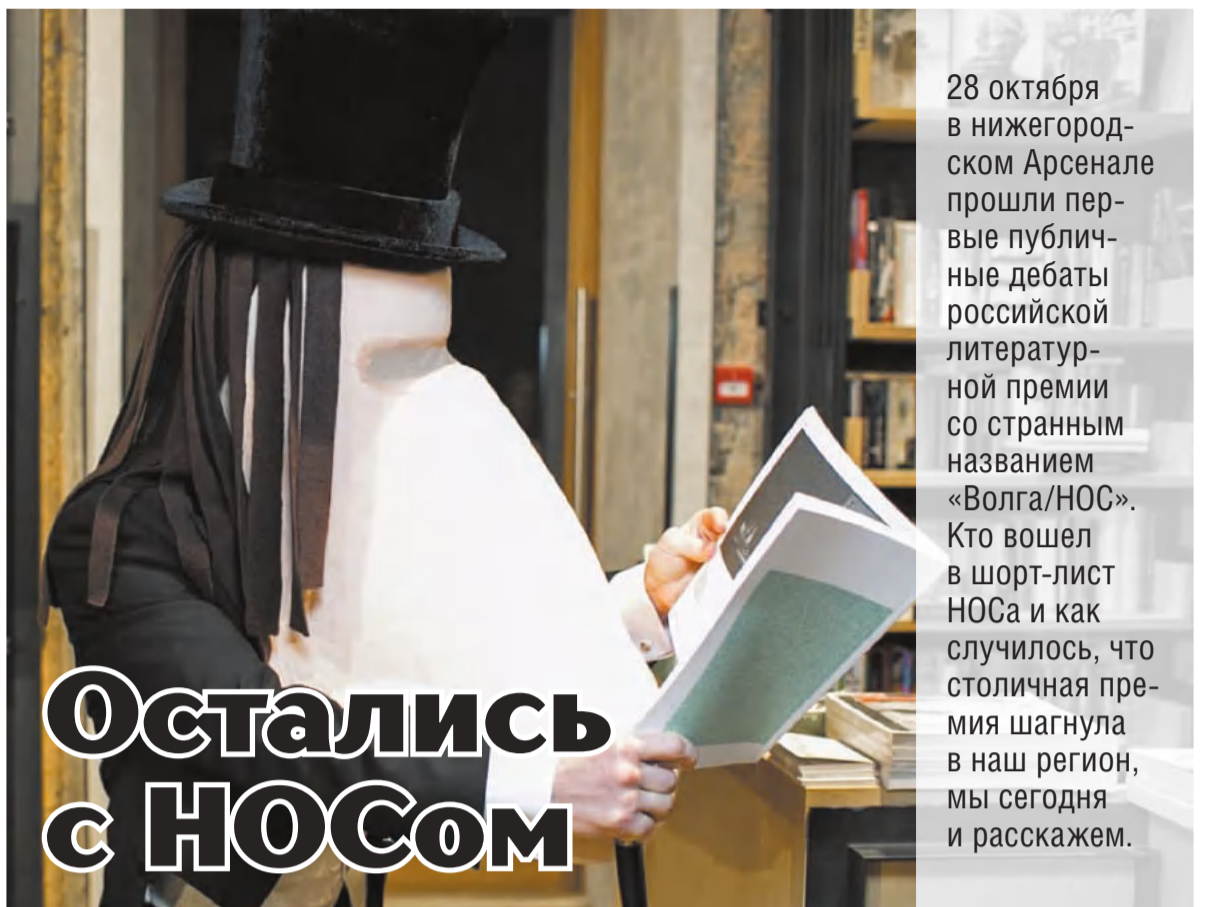 Остались
с НОСом
28 октября
в нижегород-
ском Арсенале
прошли пер-
вые публич-
ные дебаты
российской
литератур-
ной премии
со странным
названием
«Волга/НОС».
Кто вошел
в шорт-лист
НОСа и как
случилось, что
столичная пре-
мия шагнула
в наш регион,
мы сегодня
и расскажем.